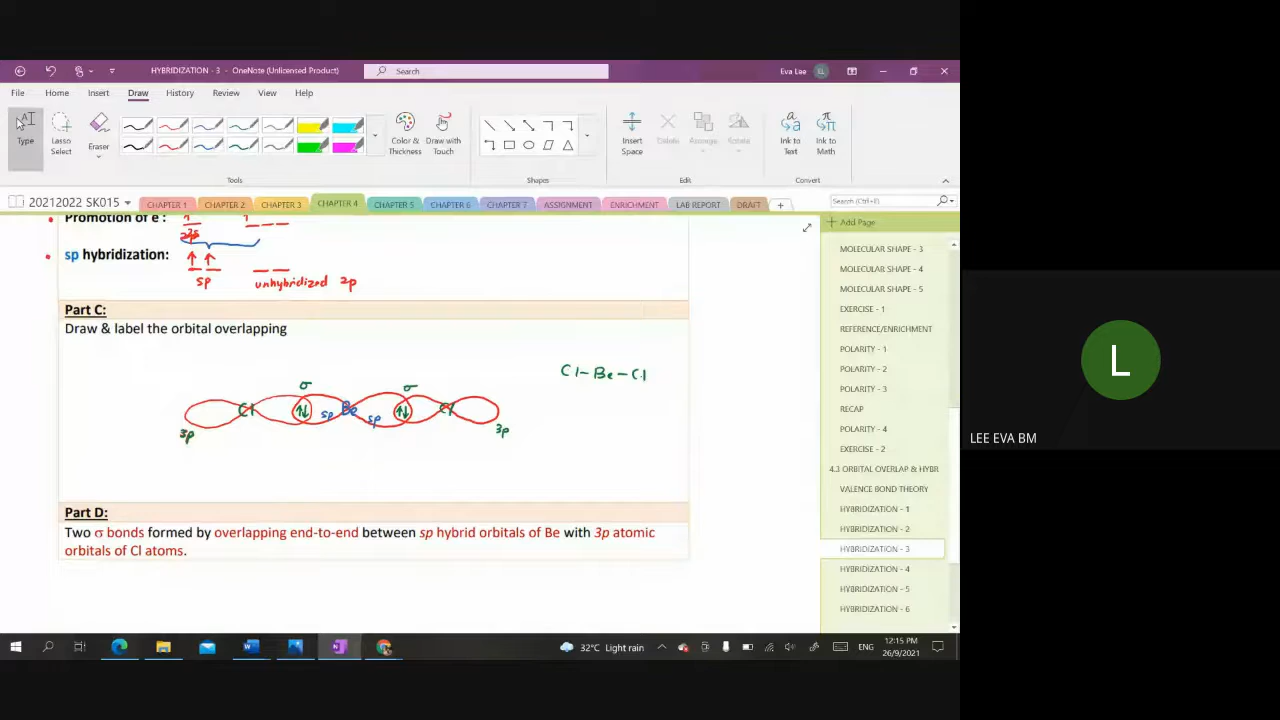 HYBRIDIZATION - 3 - OneNote (Unlicensed Product)
Search
Eva Lee
EL
File Home Insert Draw History Review View Help
Type
Lasso Select
Eraser
Color & Thickness
Draw with Touch
Insert Space
Delete
Arrange
Rotate
Ink to Text
Ink to Math
Tools
Shapes
Edit
Convert
20212022 SK015
CHAPTER 1 CHAPTER 2 CHAPTER 3 CHAPTER 4 CHAPTER 5 CHAPTER 6 CHAPTER 7 ASSIGNMENT ENRICHMENT LAB REPORT DRAFT
Search (Ctrl+E)
Promotion of e :
sp hybridization:
sp
unhybridized 2p
Part C:
Draw & label the orbital overlapping
Cl-Be-Cl
σ σ
Cl sp Be sp Cl
3p 3p
Part D:
Two σ bonds formed by overlapping end-to-end between sp hybrid orbitals of Be with 3p atomic
orbitals of Cl atoms.
Add Page
MOLECULAR SHAPE - 3
MOLECULAR SHAPE - 4
MOLECULAR SHAPE - 5
EXERCISE - 1
REFERENCE/ENRICHMENT
POLARITY - 1
POLARITY - 2
POLARITY - 3
RECAP
POLARITY - 4
EXERCISE - 2
4.3 ORBITAL OVERLAP & HYBR
VALENCE BOND THEORY
HYBRIDIZATION - 1
HYBRIDIZATION - 2
HYBRIDIZATION - 3
HYBRIDIZATION - 4
HYBRIDIZATION - 5
HYBRIDIZATION - 6
L
LEE EVA BM
32°C Light rain
ENG
12:15 PM
26/9/2021